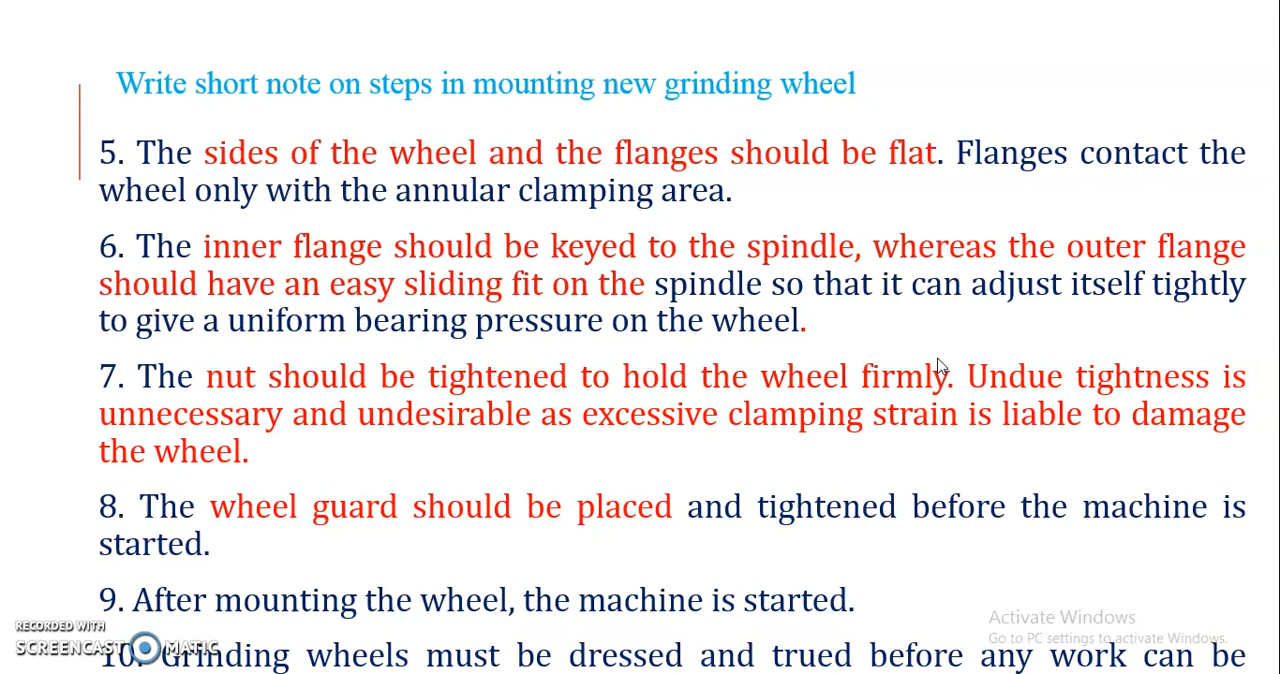 Write short note on steps in mounting new grinding wheel
5. The sides of the wheel and the flanges should be flat. Flanges contact the
wheel only with the annular clamping area.
6. The inner flange should be keyed to the spindle, whereas the outer flange
should have an easy sliding fit on the spindle so that it can adjust itself tightly
to give a uniform bearing pressure on the wheel.
7. The nut should be tightened to hold the wheel firmly. Undue tightness is
unnecessary and undesirable as excessive clamping strain is liable to damage
the wheel.
8. The wheel guard should be placed and tightened before the machine is
started.
9. After mounting the wheel, the machine is started.
Activate Windows
Go to PC settings to activate Windows.
RECORDED WITH
SCREENCAST MATIC
10. Grinding wheels must be dressed and trued before any work can be